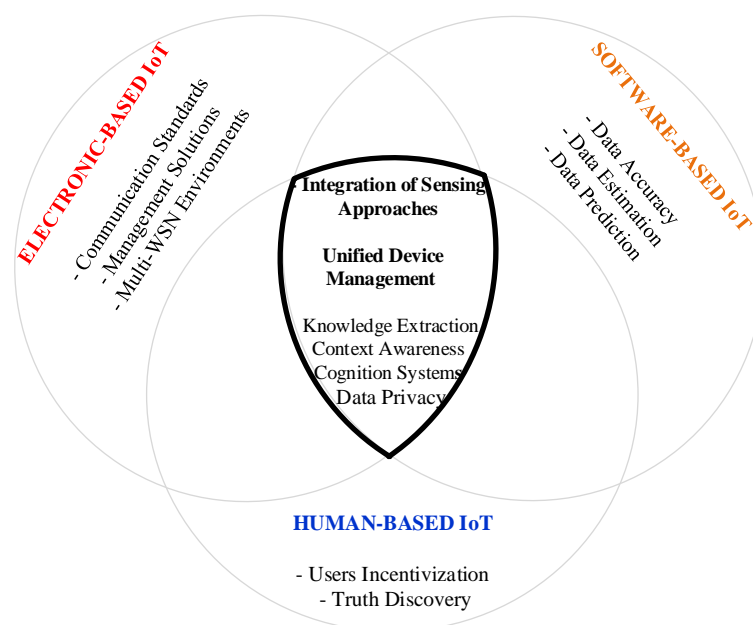 ELECTRONIC-BASED IoT
- Communication Standards
- Management Solutions
- Multi-WSN Environments
SOFTWARE-BASED IoT
- Data Accuracy
- Data Estimation
- Data Prediction
- Integration of Sensing
Approaches
Unified Device
Management
Knowledge Extraction
Context Awareness
Cognition Systems
Data Privacy
HUMAN-BASED IoT
- Users Incentivization
- Truth Discovery